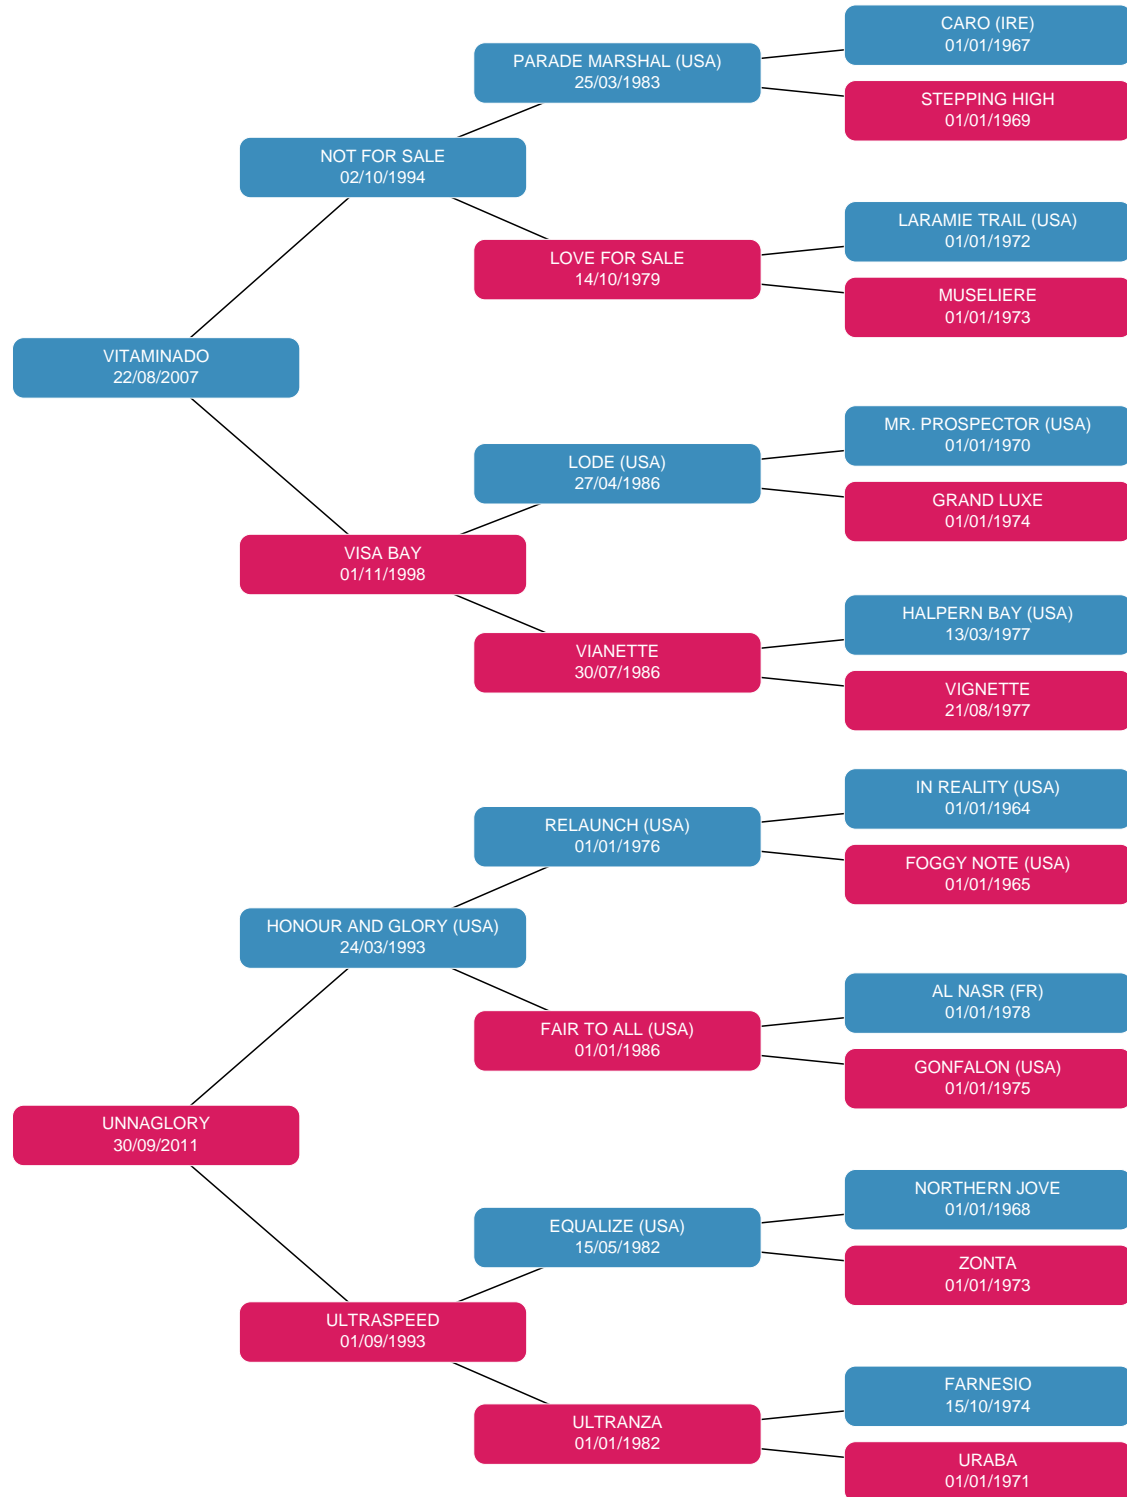 CARO (IRE)
01/01/1967
PARADE MARSHAL (USA)
25/03/1983
STEPPING HIGH
01/01/1969
NOT FOR SALE
02/10/1994
LARAMIE TRAIL (USA)
01/01/1972
LOVE FOR SALE
14/10/1979
MUSELIERE
01/01/1973
VITAMINADO
22/08/2007
MR. PROSPECTOR (USA)
01/01/1970
LODE (USA)
27/04/1986
GRAND LUXE
01/01/1974
VISA BAY
01/11/1998
HALPERN BAY (USA)
13/03/1977
VIANETTE
30/07/1986
VIGNETTE
21/08/1977
IN REALITY (USA)
01/01/1964
RELAUNCH (USA)
01/01/1976
FOGGY NOTE (USA)
01/01/1965
HONOUR AND GLORY (USA)
24/03/1993
AL NASR (FR)
01/01/1978
FAIR TO ALL (USA)
01/01/1986
GONFALON (USA)
01/01/1975
UNNAGLORY
30/09/2011
NORTHERN JOVE
01/01/1968
EQUALIZE (USA)
15/05/1982
ZONTA
01/01/1973
ULTRASPEED
01/09/1993
FARNESIO
15/10/1974
ULTRANZA
01/01/1982
URABA
01/01/1971